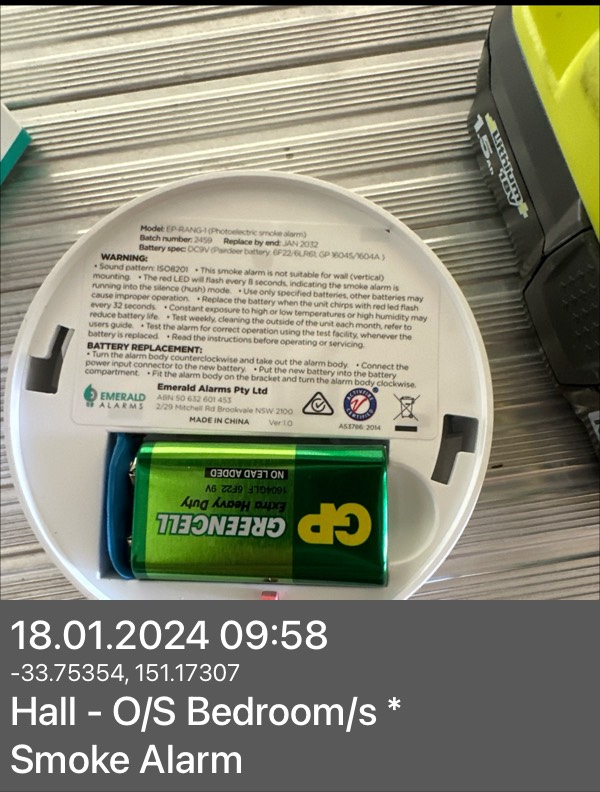 Model: EP-RANG-1 (Photoelectric smoke alarm)
Batch number: 2459 Replace by end: JAN 2032
Battery spec: DC9V (Pairdeer battery: 6F22/6LR61; GP 1604S/1604A )
WARNING:
• Sound pattern: ISO8201 • This smoke alarm is not suitable for wall (vertical)
mounting. • The red LED will flash every 8 seconds, indicating the smoke alarm is
running into the silence (hush) mode. • Use only specified batteries, other batteries may
cause improper operation. • Replace the battery when the unit chirps with red led flash
every 32 seconds. • Constant exposure to high or low temperatures or high humidity may
reduce battery life. • Test weekly, cleaning the outside of the unit each month, refer to
users guide. • Test the alarm for correct operation using the test facility, whenever the
battery is replaced. • Read the instructions before operating or servicing.
BATTERY REPLACEMENT:
• Turn the alarm body counterclockwise and take out the alarm body. • Connect the
power input connector to the new battery. • Put the new battery into the battery
compartment. • Fit the alarm body on the bracket and turn the alarm body clockwise.
EMERALD
ALARMS
Emerald Alarms Pty Ltd
ABN 50 632 601 453
2/29 Mitchell Rd Brookvale NSW 2100
MADE IN CHINA Ver:1.0
ACTIVFIRE
CERTIFIED
AS3786: 2014
GP
GREENCELL
Extra Heavy Duty
1604GLF 6F22 9V
NO LEAD ADDED
1.5Ah
LITHIUM+
18V
18.01.2024 09:58
-33.75354, 151.17307
Hall - O/S Bedroom/s *
Smoke Alarm